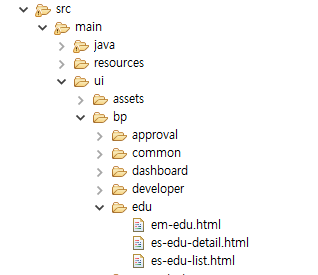 src
main
java
resources
ui
assets
bp
approval
common
dashboard
developer
edu
em-edu.html
es-edu-detail.html
es-edu-list.html